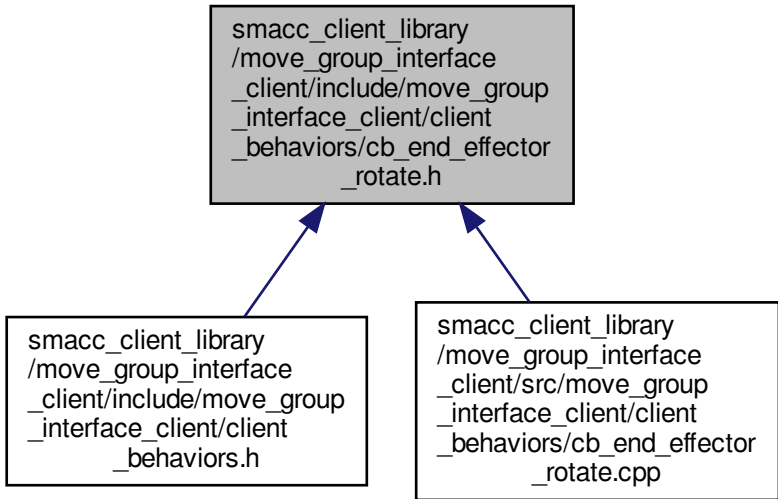 smacc_client_library
/move_group_interface
_client/include/move_group
_interface_client/client
_behaviors/cb_end_effector
_rotate.h
smacc_client_library
/move_group_interface
_client/include/move_group
_interface_client/client
_behaviors.h
smacc_client_library
/move_group_interface
_client/src/move_group
_interface_client/client
_behaviors/cb_end_effector
_rotate.cpp